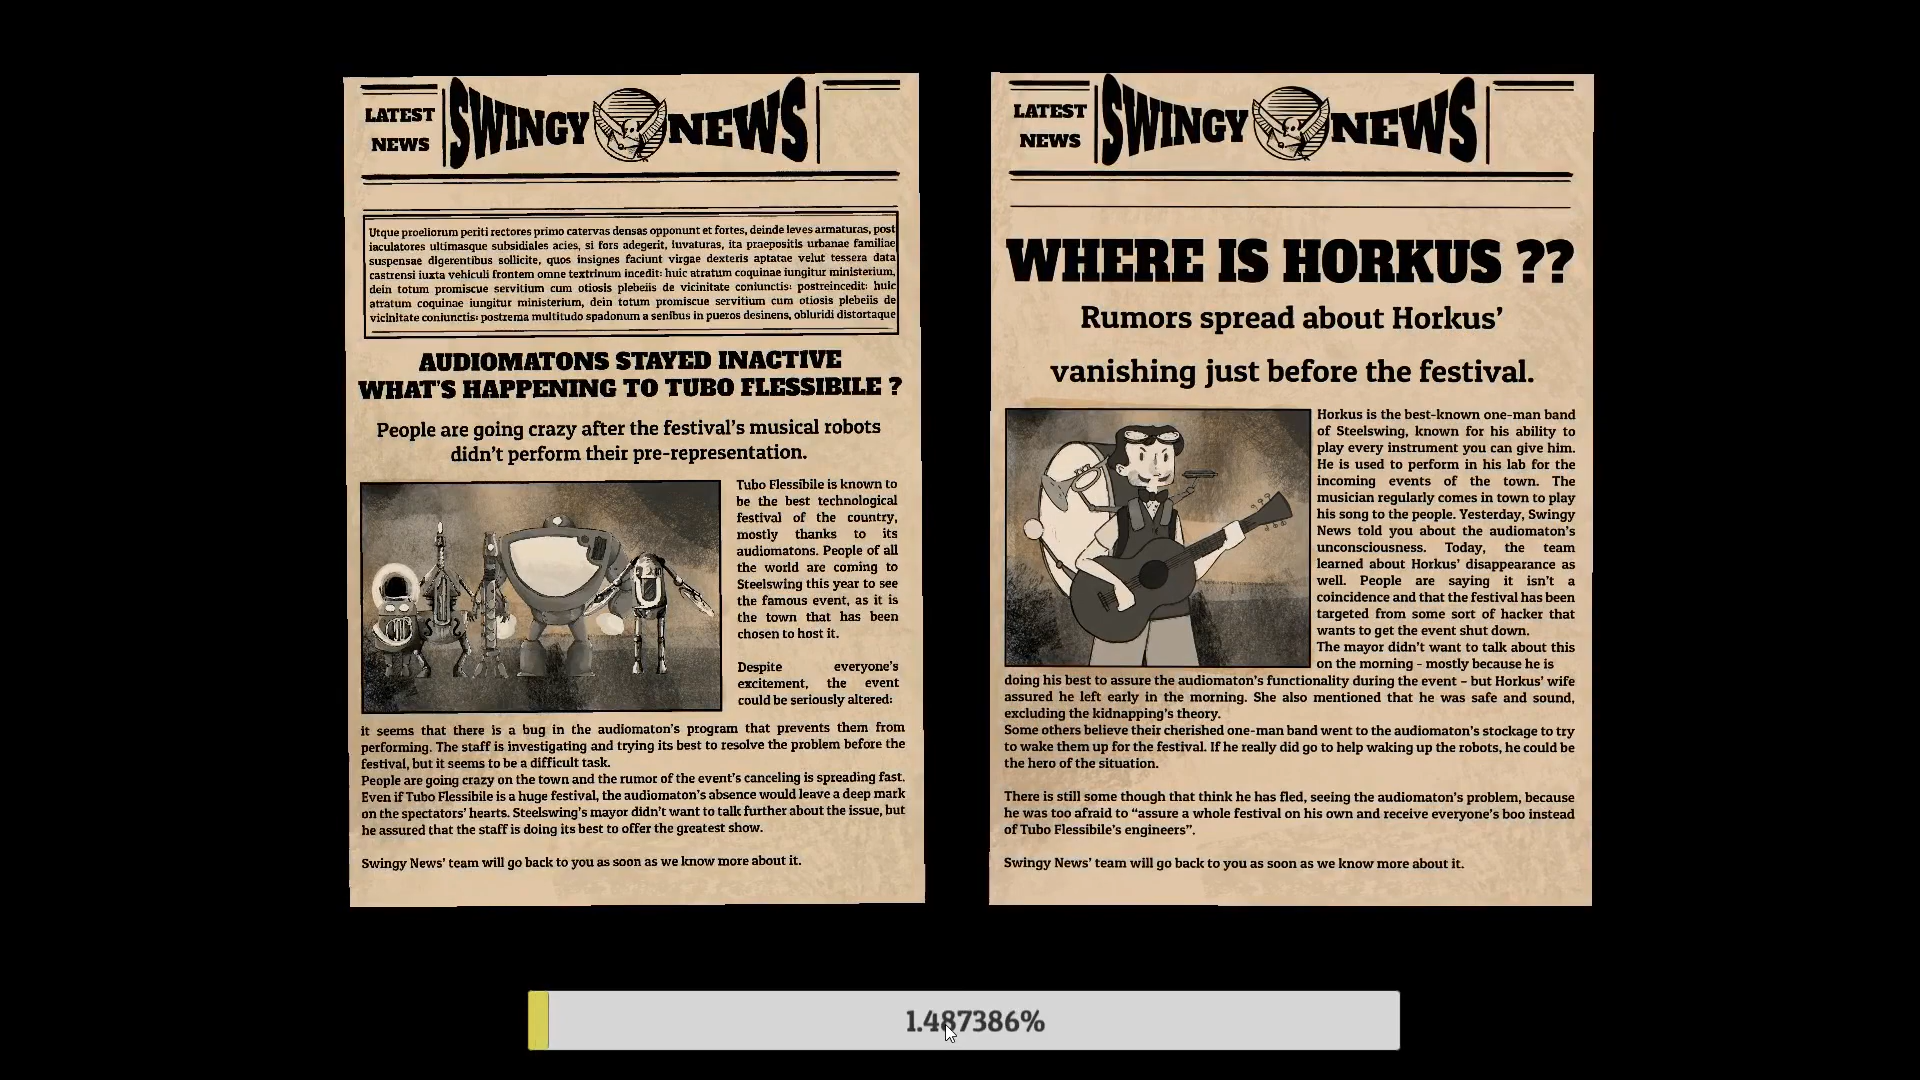 LATEST
NEWS
SWINGY NEWS
Utque proeliorum periti rectores primo catervas densas opponunt et fortes, deinde leves armaturas, post
iaculatores ultimasque subsidiales acies, si fors adegerit, iuvaturas, ita praepositis urbanae familiae
suspensae digerentibus sollicite, quos insignes faciunt virgae dexteris aptatae velut tessera data
castrensi iuxta vehiculi frontem omne textrinum incedit: huic atratum coquinae iungitur ministerium,
dein totum promiscue servitium cum otiosis plebeiis de vicinitate coniunctis: postreincedit: huic
atratum coquinae iungitur ministerium, dein totum promiscue servitium cum otiosis plebeiis de
vicinitate coniunctis: postrema multitudo spadonum a senibus in pueros desinens, obluridi distortaque
AUDIOMATONS STAYED INACTIVE
WHAT'S HAPPENING TO TUBO FLESSIBILE ?
People are going crazy after the festival's musical robots
didn't perform their pre-representation.
Tubo Flessibile is known to
be the best technological
festival of the country,
mostly thanks to its
audiomatons. People of all
the world are coming to
Steelswing this year to see
the famous event, as it is
the town that has been
chosen to host it.
Despite everyone's
excitement, the event
could be seriously altered:
it seems that there is a bug in the audiomaton's program that prevents them from
performing. The staff is investigating and trying its best to resolve the problem before the
festival, but it seems to be a difficult task.
People are going crazy on the town and the rumor of the event's canceling is spreading fast.
Even if Tubo Flessibile is a huge festival, the audiomaton's absence would leave a deep mark
on the spectators' hearts. Steelswing's mayor didn't want to talk further about the issue, but
he assured that the staff is doing its best to offer the greatest show.
Swingy News' team will go back to you as soon as we know more about it.
LATEST
NEWS
SWINGY NEWS
WHERE IS HORKUS ??
Rumors spread about Horkus'
vanishing just before the festival.
Horkus is the best-known one-man band
of Steelswing, known for his ability to
play every instrument you can give him.
He is used to perform in his lab for the
incoming events of the town. The
musician regularly comes in town to play
his song to the people. Yesterday, Swingy
News told you about the audiomaton's
unconsciousness. Today, the team
learned about Horkus' disappearance as
well. People are saying it isn't a
coincidence and that the festival has been
targeted from some sort of hacker that
wants to get the event shut down.
The mayor didn't want to talk about this
on the morning - mostly because he is
doing his best to assure the audiomaton's functionality during the event - but Horkus' wife
assured he left early in the morning. She also mentioned that he was safe and sound,
excluding the kidnapping's theory.
Some others believe their cherished one-man band went to the audiomaton's stockage to try
to wake them up for the festival. If he really did go to help waking up the robots, he could be
the hero of the situation.
There is still some though that think he has fled, seeing the audiomaton's problem, because
he was too afraid to "assure a whole festival on his own and receive everyone's boo instead
of Tubo Flessibile's engineers".
Swingy News' team will go back to you as soon as we know more about it.
1.487386%